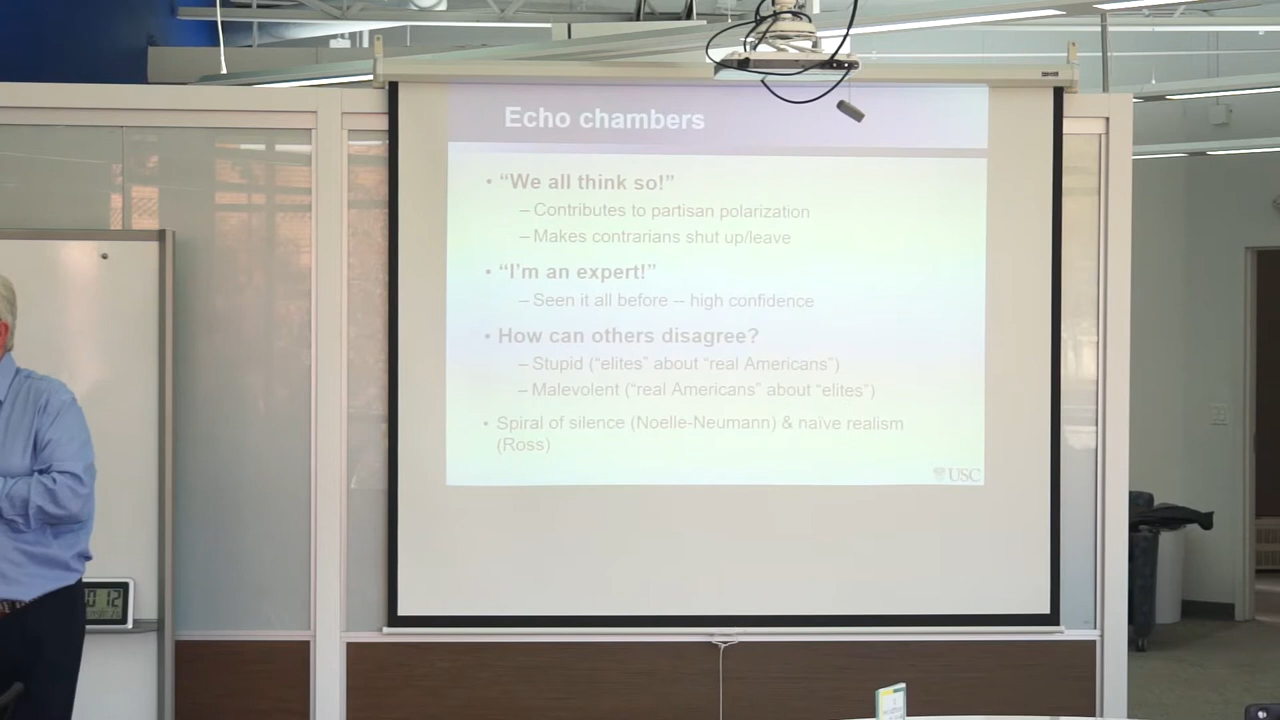 Echo chambers
• “We all think so!”
– Contributes to partisan polarization
– Makes contrarians shut up/leave
• “I’m an expert!”
– Seen it all before -- high confidence
• How can others disagree?
– Stupid (“elites” about “real Americans”)
– Malevolent (“real Americans” about “elites”)
• Spiral of silence (Noelle-Neumann) & naïve realism
(Ross)
USC